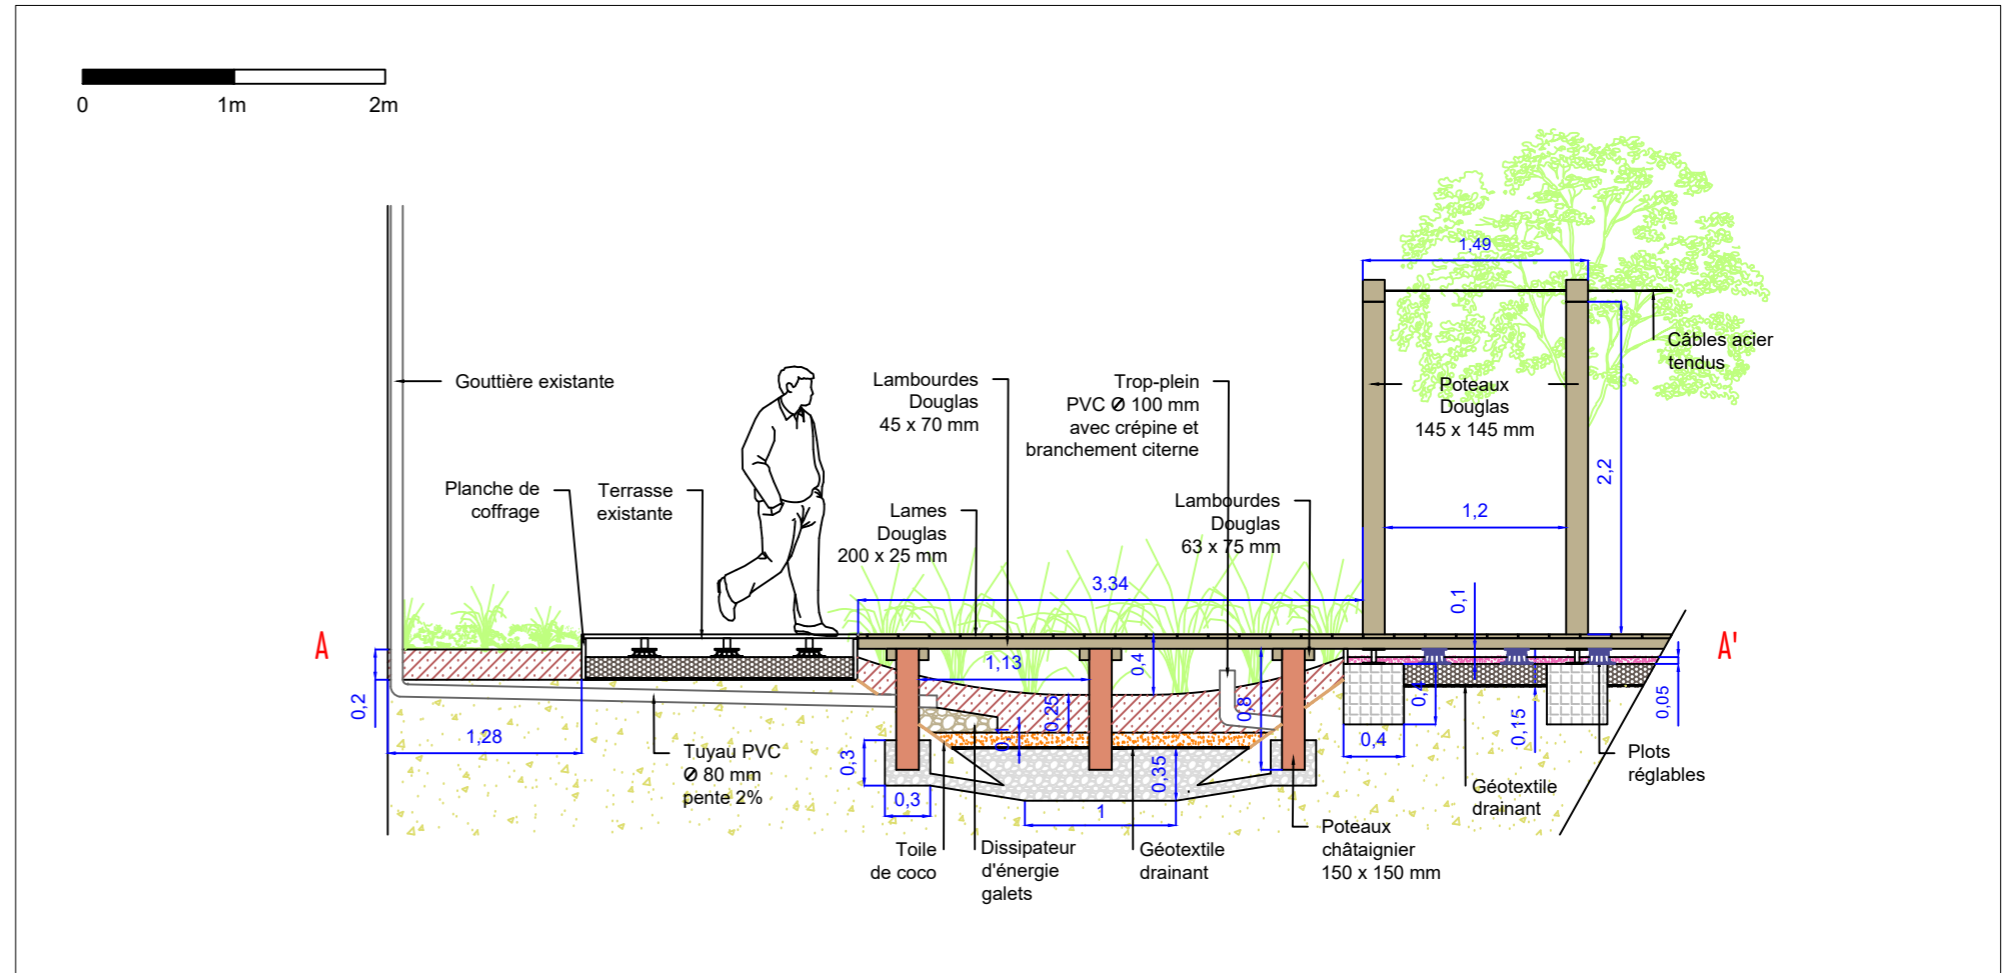 0
1m
2m
1,49
Câbles acier
tendus
Gouttière existante
Lambourdes
Douglas
45 x 70 mm
Trop-plein
PVC Ø 100 mm
avec crépine et
branchement citerne
Poteaux
Douglas
145 x 145 mm
2,2
Planche de
coffrage
Terrasse
existante
Lames
Douglas
200 x 25 mm
Lambourdes
Douglas
63 x 75 mm
1,2
3,34
0,1
A
A'
1,13
0,4
0,2
0,25
0,8
0,4
0,15
0,05
1,28
0,1
0,3
0,35
0,4
Tuyau PVC
Ø 80 mm
pente 2%
0,3
1
Géotextile
drainant
Plots
réglables
Toile
de coco
Dissipateur
d'énergie
galets
Géotextile
drainant
Poteaux
châtaignier
150 x 150 mm